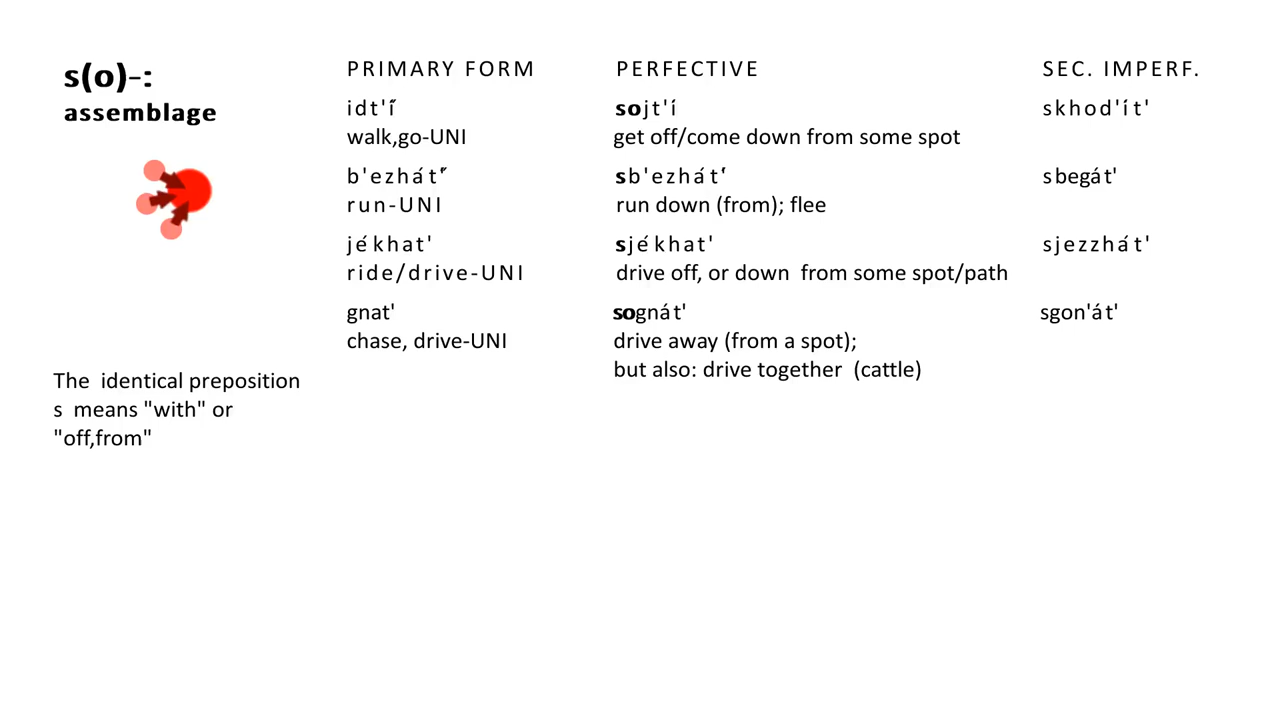 s(o)-:
assemblage
The identical preposition
s means "with" or
"off,from"
PRIMARY FORM PERFECTIVE SEC. IMPERF.
idt'í' sojt'í skhod'ít'
walk,go-UNI get off/come down from some spot
b'ezhát'' sb'ezhát' sbegát'
run-UNI run down (from); flee
jékhat' sjékhat' sjezzhát'
ride/drive-UNI drive off, or down from some spot/path
gnat' sognát' sgon'át'
chase, drive-UNI drive away (from a spot);
but also: drive together (cattle)